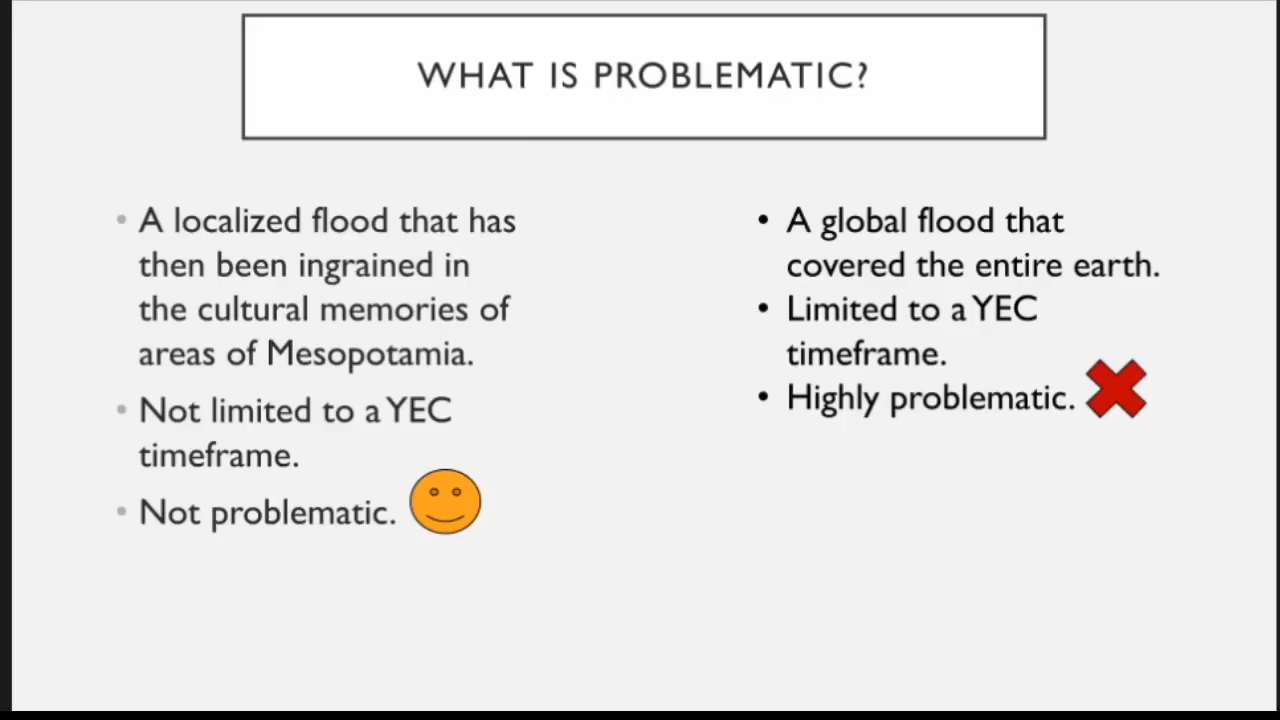 WHAT IS PROBLEMATIC?
• A localized flood that has
then been ingrained in
the cultural memories of
areas of Mesopotamia.
• Not limited to a YEC
timeframe.
• Not problematic.
• A global flood that
covered the entire earth.
• Limited to a YEC
timeframe.
• Highly problematic.